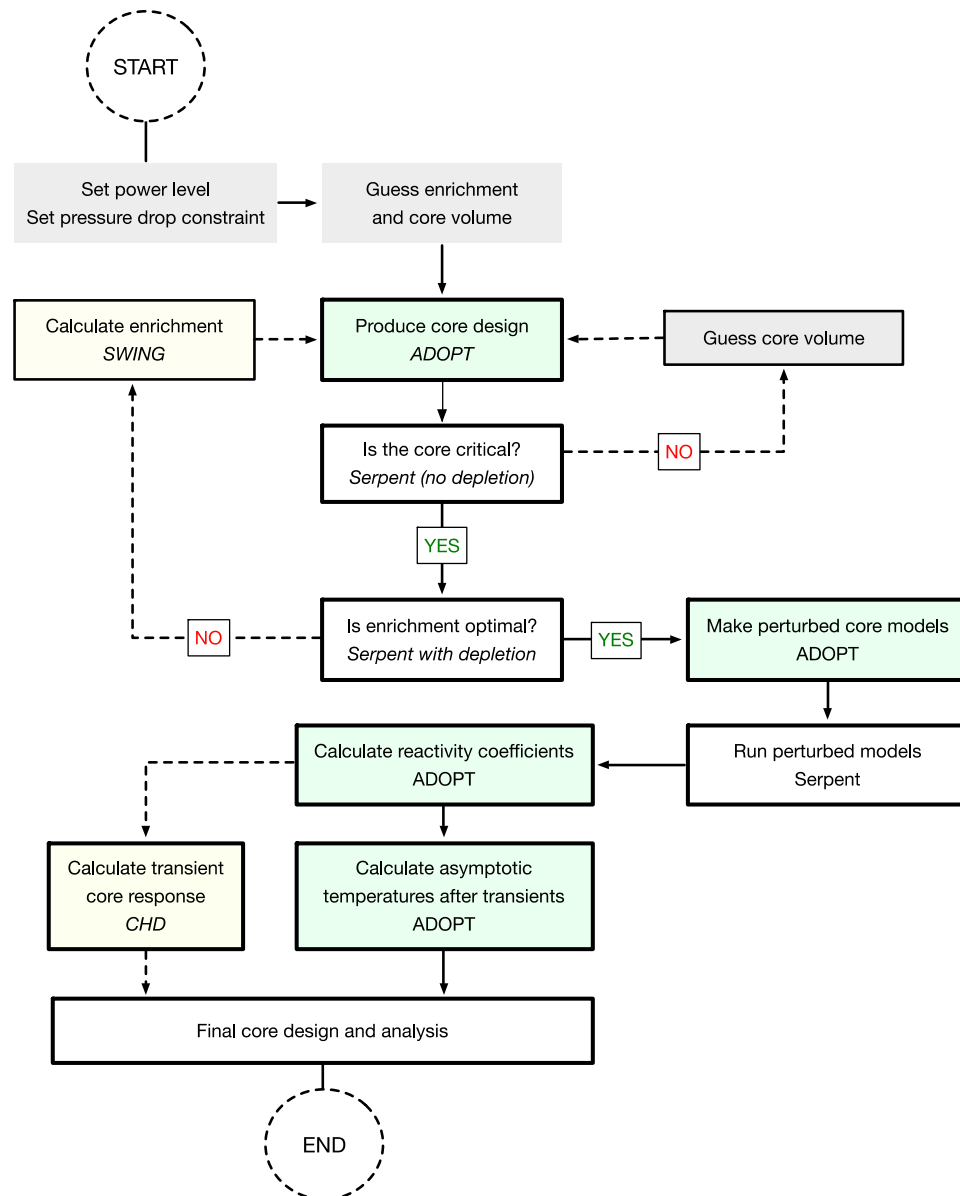 START
Set power level
Set pressure drop constraint
Guess enrichment
and core volume
Calculate enrichment
SWING
Produce core design
ADOPT
Guess core volume
Is the core critical?
Serpent (no depletion)
NO
YES
Is enrichment optimal?
Serpent with depletion
NO
YES
Make perturbed core models
ADOPT
Calculate reactivity coefficients
ADOPT
Run perturbed models
Serpent
Calculate transient
core response
CHD
Calculate asymptotic
temperatures after transients
ADOPT
Final core design and analysis
END